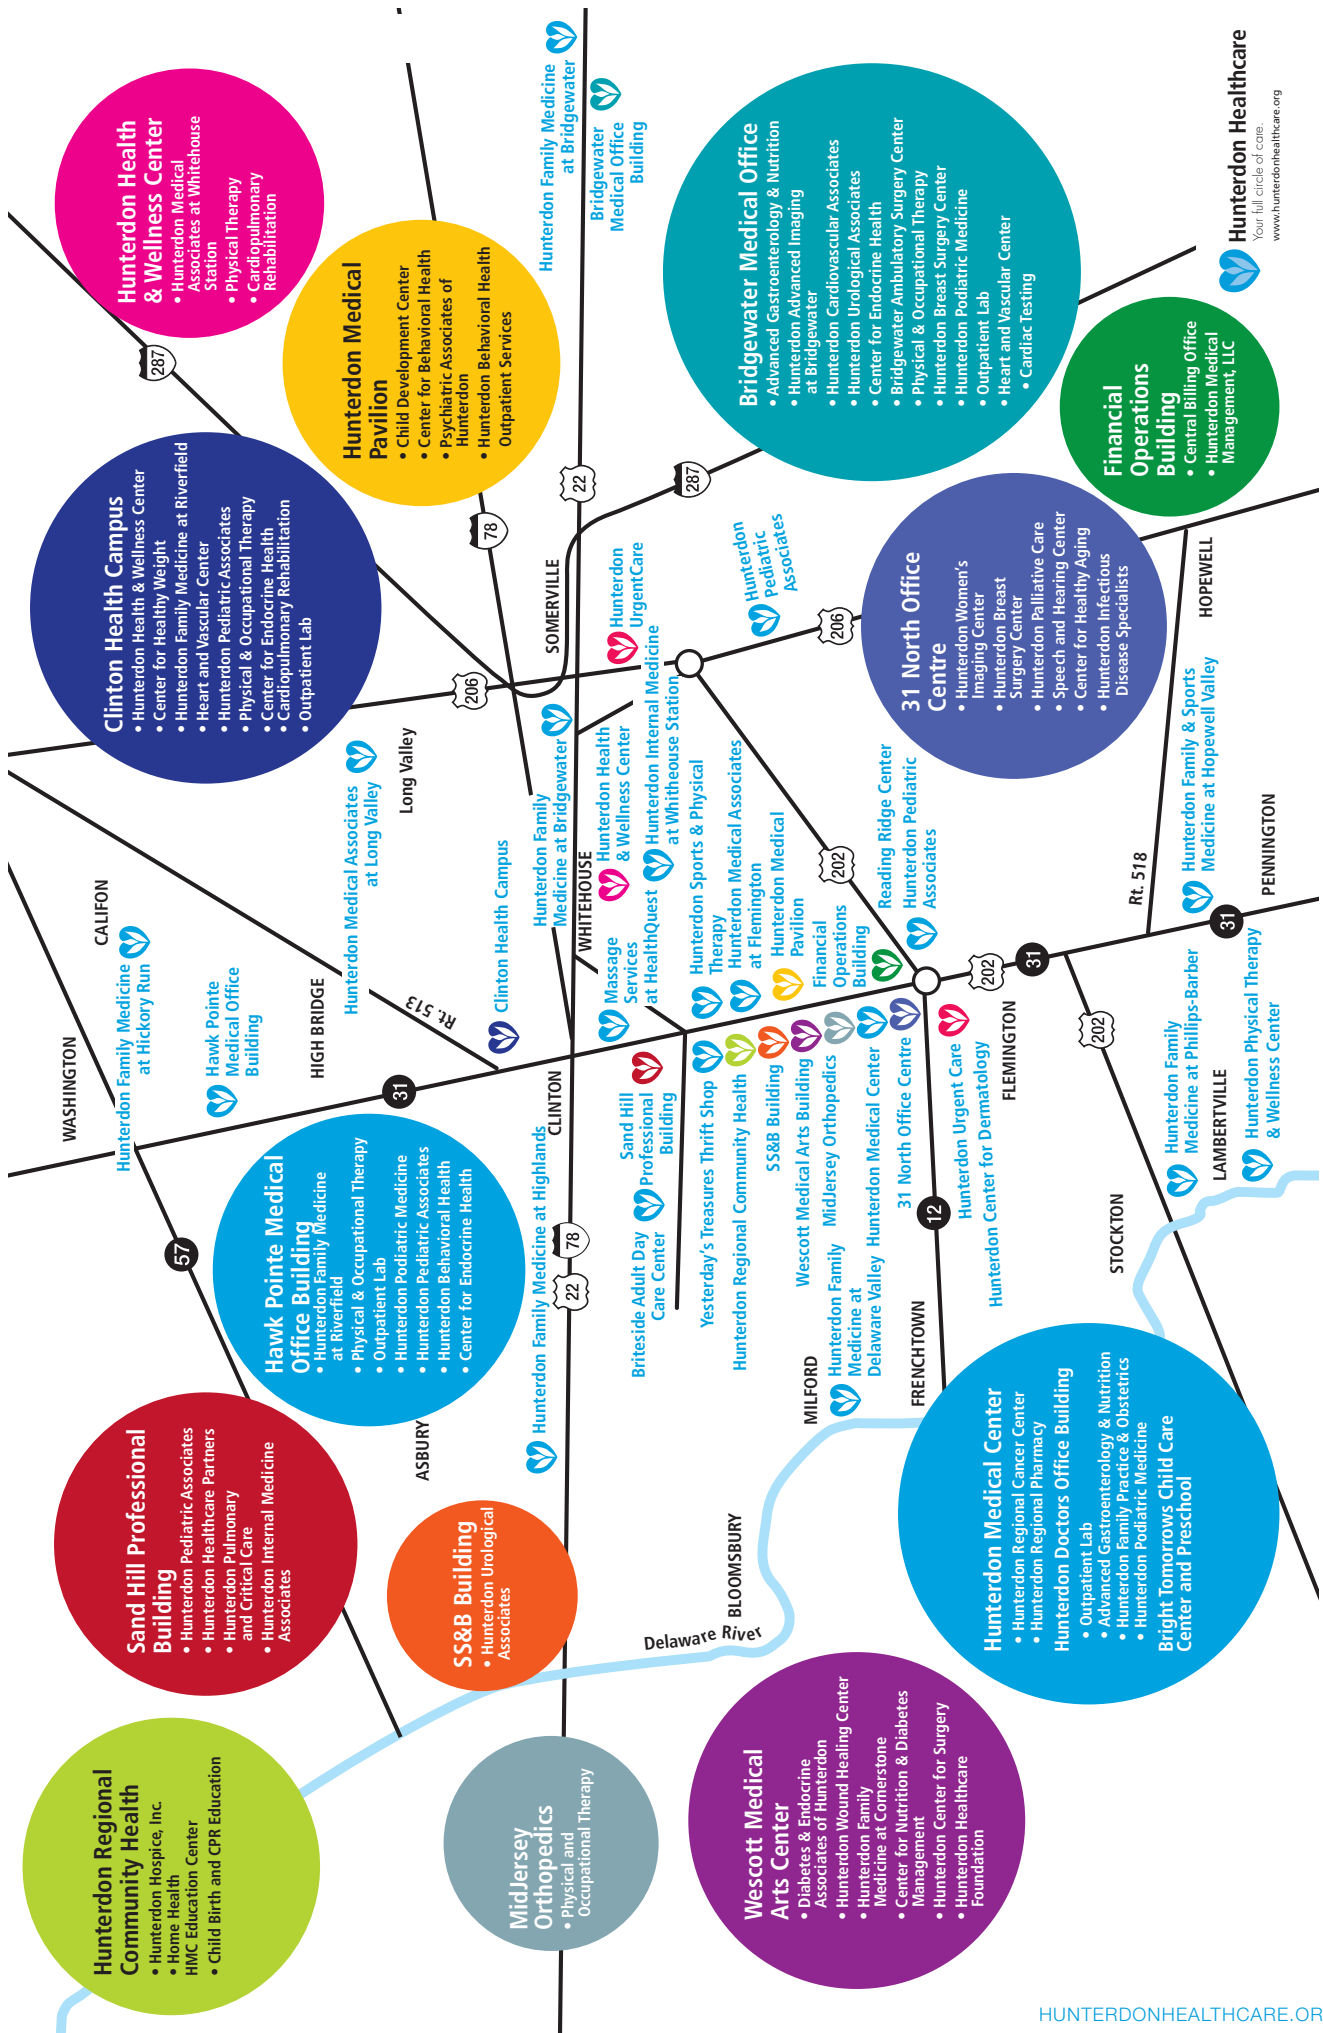 Hunterdon Regional
Community Health
• Hunterdon Hospice, Inc.
• Home Health
HMC Education Center
• Child Birth and CPR Education
Sand Hill Professional
Building
• Hunterdon Pediatric Associates
• Hunterdon Healthcare Partners
• Hunterdon Pulmonary
and Critical Care
• Hunterdon Internal Medicine
Associates
Hawk Pointe Medical
Office Building
• Hunterdon Family Medicine
at Riverfield
• Physical & Occupational Therapy
• Outpatient Lab
• Hunterdon Podiatric Medicine
• Hunterdon Pediatric Associates
• Hunterdon Behavioral Health
• Center for Endocrine Health
Clinton Health Campus
• Hunterdon Health & Wellness Center
• Center for Healthy Weight
• Hunterdon Family Medicine at Riverfield
• Heart and Vascular Center
• Hunterdon Pediatric Associates
• Physical & Occupational Therapy
• Center for Endocrine Health
• Cardiopulmonary Rehabilitation
• Outpatient Lab
Hunterdon Health
& Wellness Center
• Hunterdon Medical
Associates at Whitehouse
Station
• Physical Therapy
• Cardiopulmonary
Rehabilitation
Hunterdon Medical
Pavilion
• Child Development Center
• Center for Behavioral Health
• Psychiatric Associates of
Hunterdon
• Hunterdon Behavioral Health
Outpatient Services
SS&B Building
• Hunterdon Urological
Associates
MidJersey
Orthopedics
• Physical and
Occupational Therapy
Wescott Medical
Arts Center
• Diabetes & Endocrine
Associates of Hunterdon
• Hunterdon Wound Healing Center
• Hunterdon Family
Medicine at Cornerstone
• Center for Nutrition & Diabetes
Management
• Hunterdon Center for Surgery
• Hunterdon Healthcare
Foundation
Hunterdon Medical Center
• Hunterdon Regional Cancer Center
• Hunterdon Regional Pharmacy
Hunterdon Doctors Office Building
• Outpatient Lab
• Advanced Gastroenterology & Nutrition
• Hunterdon Family Practice & Obstetrics
• Hunterdon Podiatric Medicine
Bright Tomorrows Child Care
Center and Preschool
31 North Office
Centre
• Hunterdon Women's
Imaging Center
• Hunterdon Breast
Surgery Center
• Hunterdon Palliative Care
• Speech and Hearing Center
• Center for Healthy Aging
• Hunterdon Infectious
Disease Specialists
Bridgewater Medical Office
• Advanced Gastroenterology & Nutrition
• Hunterdon Advanced Imaging
at Bridgewater
• Hunterdon Cardiovascular Associates
• Hunterdon Urological Associates
• Center for Endocrine Health
• Bridgewater Ambulatory Surgery Center
• Physical & Occupational Therapy
• Hunterdon Breast Surgery Center
• Hunterdon Podiatric Medicine
• Outpatient Lab
• Heart and Vascular Center
• Cardiac Testing
Financial
Operations
Building
• Central Billing Office
• Hunterdon Medical
Management, LLC
WASHINGTON
CALIFON
Hunterdon Family Medicine
at Hickory Run
Hawk Pointe
Medical Office
Building
HIGH BRIDGE
Hunterdon Medical Associates
at Long Valley
Long Valley
Rt. 513
57
31
287
78
206
22
ASBURY
Clinton Health Campus
Hunterdon Family Medicine at Highlands
CLINTON
22
78
Hunterdon Family
Medicine at Bridgewater
SOMERVILLE
Hunterdon Family Medicine
at Bridgewater
Bridgewater
Medical Office
Building
WHITEHOUSE
Hunterdon Health
& Wellness Center
Hunterdon
UrgentCare
Massage
Services
at HealthQuest
Hunterdon Internal Medicine
at Whitheouse Station
Sand Hill
Professional
Building
Briteside Adult Day
Care Center
Hunterdon Sports & Physical
Therapy
Hunterdon Medical Associates
at Flemington
Hunterdon Medical
Pavilion
Financial
Operations
Building
Reading Ridge Center
Hunterdon Pediatric
Associates
Hunterdon
Pediatric
Associates
287
206
202
Yesterday's Treasures Thrift Shop
Hunterdon Regional Community Health
SS&B Building
Wescott Medical Arts Building
MidJersey Orthopedics
Hunterdon Medical Center
31 North Office Centre
Hunterdon Urgent Care
Hunterdon Center for Dermatology
12
FLEMINGTON
202
31
BLOOMSBURY
Delaware River
MILFORD
Hunterdon Family
Medicine at
Delaware Valley
FRENCHTOWN
STOCKTON
202
Rt. 518
HOPEWELL
Hunterdon Family & Sports
Medicine at Hopewell Valley
31
PENNINGTON
Hunterdon Family
Medicine at Phillips-Barber
LAMBERTVILLE
Hunterdon Physical Therapy
& Wellness Center
Hunterdon Healthcare
Your full circle of care.
www.hunterdonhealthcare.org
HUNTERDONHEALTHCARE.OR